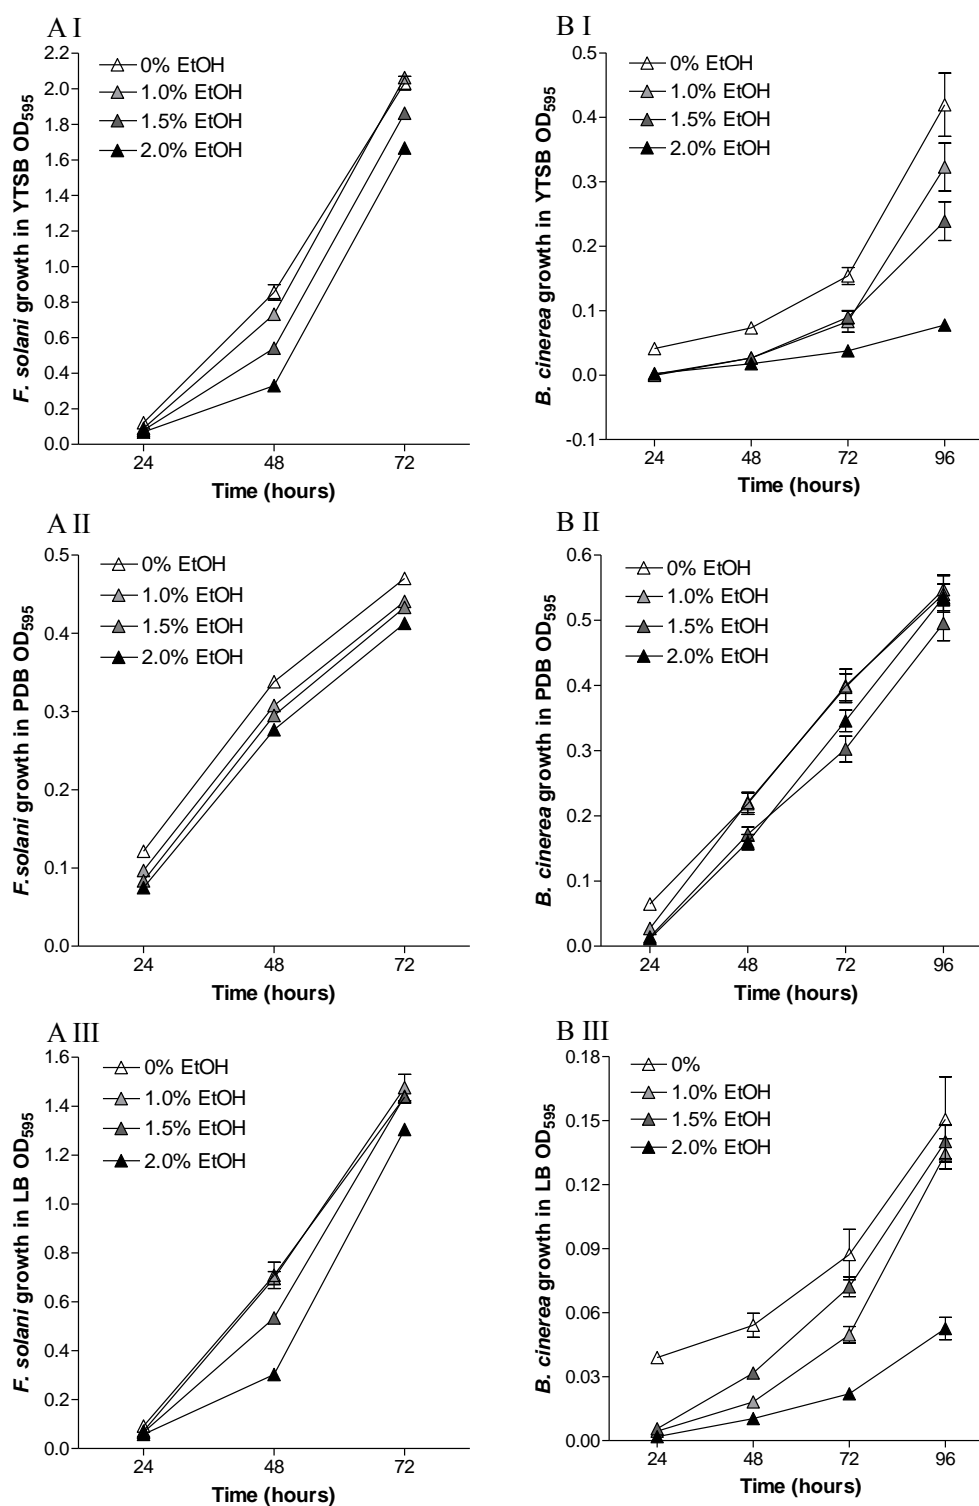 A I
F. solani growth in YTSB OD595
2.2
2.0
1.8
1.6
1.4
1.2
1.0
0.8
0.6
0.4
0.2
0.0
0% EtOH
1.0% EtOH
1.5% EtOH
2.0% EtOH
24 48 72
Time (hours)
B I
B. cinerea growth in YTSB OD595
0.5
0.4
0.3
0.2
0.1
0.0
-0.1
0% EtOH
1.0% EtOH
1.5% EtOH
2.0% EtOH
24 48 72 96
Time (hours)
A II
F.solani growth in PDB OD595
0.5
0.4
0.3
0.2
0.1
0.0
0% EtOH
1.0% EtOH
1.5% EtOH
2.0% EtOH
24 48 72
Time (hours)
B II
B. cinerea growth in PDB OD595
0.6
0.5
0.4
0.3
0.2
0.1
0.0
0% EtOH
1.0% EtOH
1.5% EtOH
2.0% EtOH
24 48 72 96
Time (hours)
A III
F. solani growth in LB OD595
1.6
1.4
1.2
1.0
0.8
0.6
0.4
0.2
0.0
0% EtOH
1.0% EtOH
1.5% EtOH
2.0% EtOH
24 48 72
Time (hours)
B III
B. cinerea growth in LB OD595
0.18
0.15
0.12
0.09
0.06
0.03
0.00
0%
1.0% EtOH
1.5% EtOH
2.0% EtOH
24 48 72 96
Time (hours)